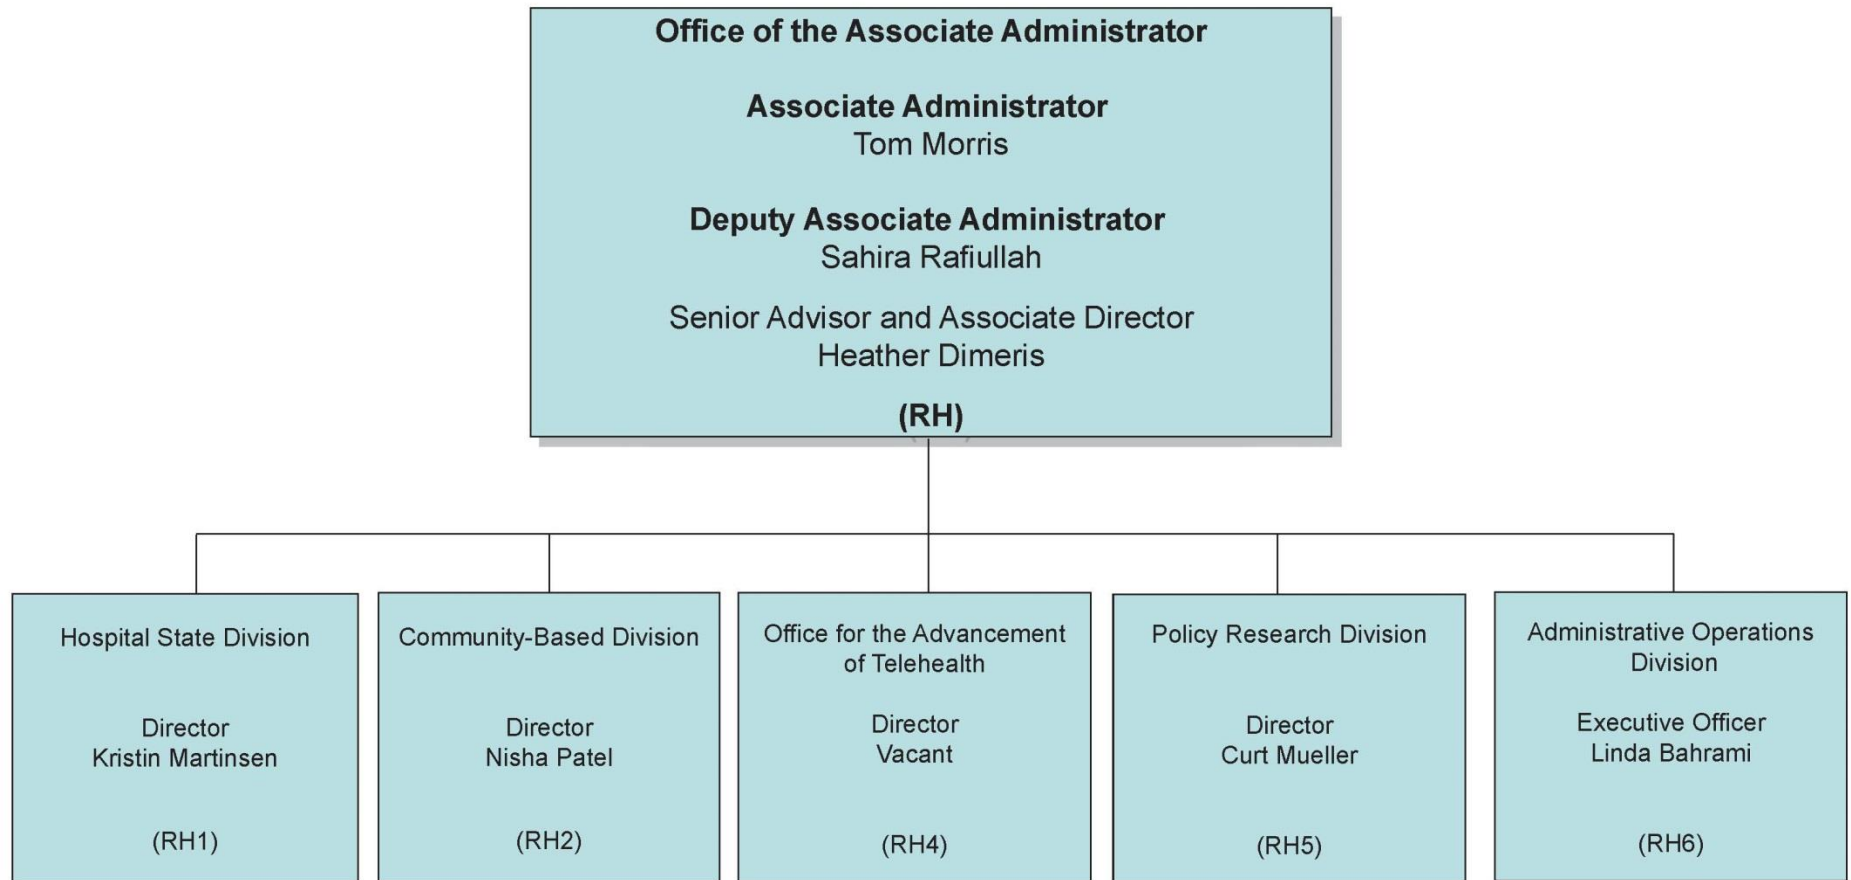 Office of the Associate Administrator
Associate Administrator
Tom Morris
Deputy Associate Administrator
Sahira Rafiullah
Senior Advisor and Associate Director
Heather Dimeris
(RH)
Hospital State Division
Director
Kristin Martinsen
(RH1)
Community-Based Division
Director
Nisha Patel
(RH2)
Office for the Advancement
of Telehealth
Director
Vacant
(RH4)
Policy Research Division
Director
Curt Mueller
(RH5)
Administrative Operations
Division
Executive Officer
Linda Bahrami
(RH6)